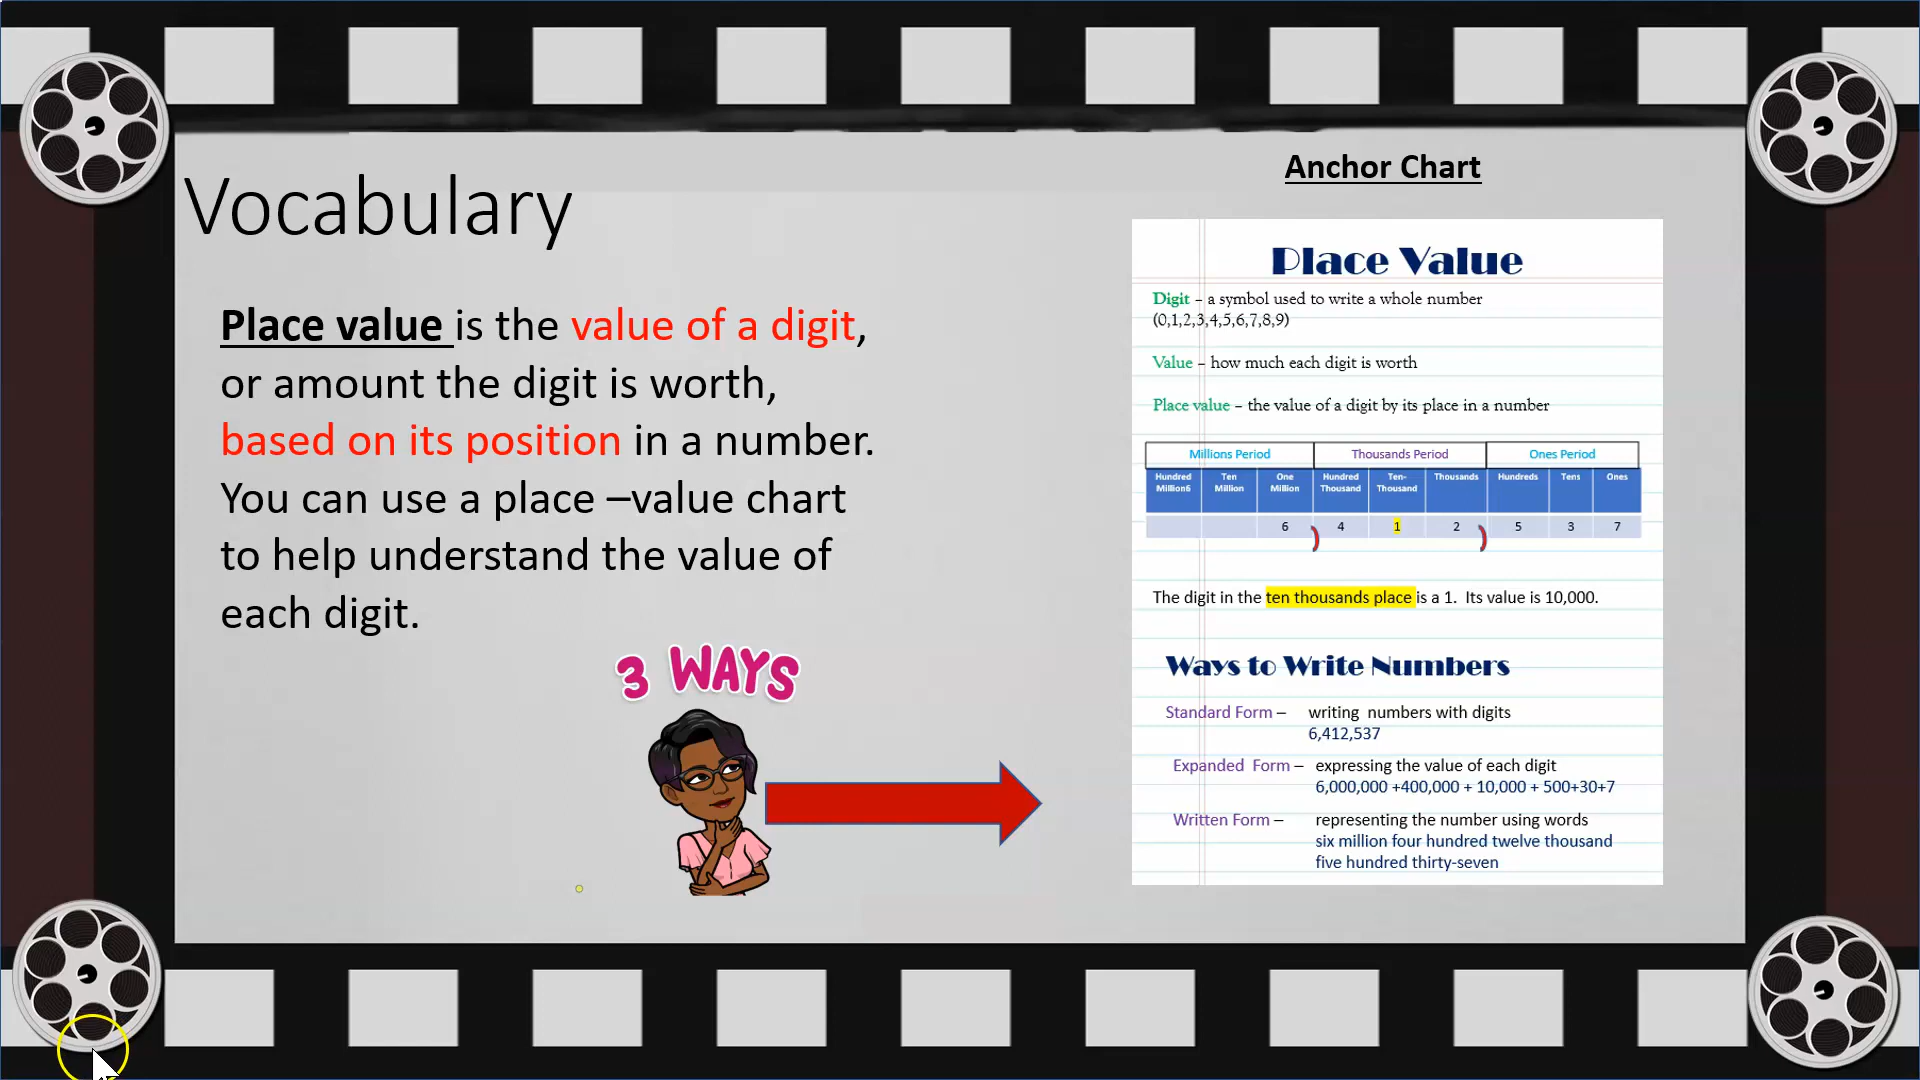 Vocabulary
Place value is the value of a digit,
or amount the digit is worth,
based on its position in a number.
You can use a place –value chart
to help understand the value of
each digit.
3 WAYS
Anchor Chart
Place Value
Digit – a symbol used to write a whole number
(0,1,2,3,4,5,6,7,8,9)
Value – how much each digit is worth
Place value – the value of a digit by its place in a number
Millions Period Thousands Period Ones Period
Hundred Million6 Ten Million One Million Hundred Thousand Ten-Thousand Thousands Hundreds Tens Ones
6 ) 4 1 2 ) 5 3 7
The digit in the ten thousands place is a 1. Its value is 10,000.
Ways to Write Numbers
Standard Form – writing numbers with digits
6,412,537
Expanded Form – expressing the value of each digit
6,000,000 +400,000 + 10,000 + 500+30+7
Written Form – representing the number using words
six million four hundred twelve thousand
five hundred thirty-seven